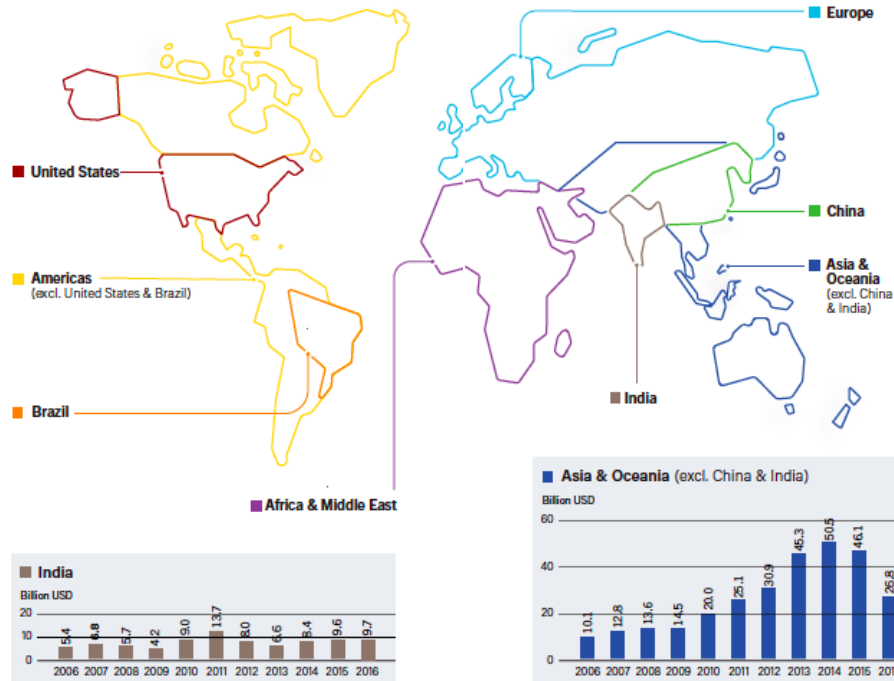 Europe
United States
China
Americas
(excl. United States & Brazil)
Asia &
Oceania
(excl. China
& India)
Brazil
India
Africa & Middle East
Asia & Oceania (excl. China & India)
Billion USD
60
40
20
0
10.1 12.8 13.6 14.5 20.0 25.1 30.9 45.3 50.5 46.1 26.8
2006 2007 2008 2009 2010 2011 2012 2013 2014 2015 201
India
Billion USD
20
10
0
5.4 6.8 5.7 4.2 9.0 13.7 8.0 6.6 8.4 9.6 9.7
2006 2007 2008 2009 2010 2011 2012 2013 2014 2015 2016